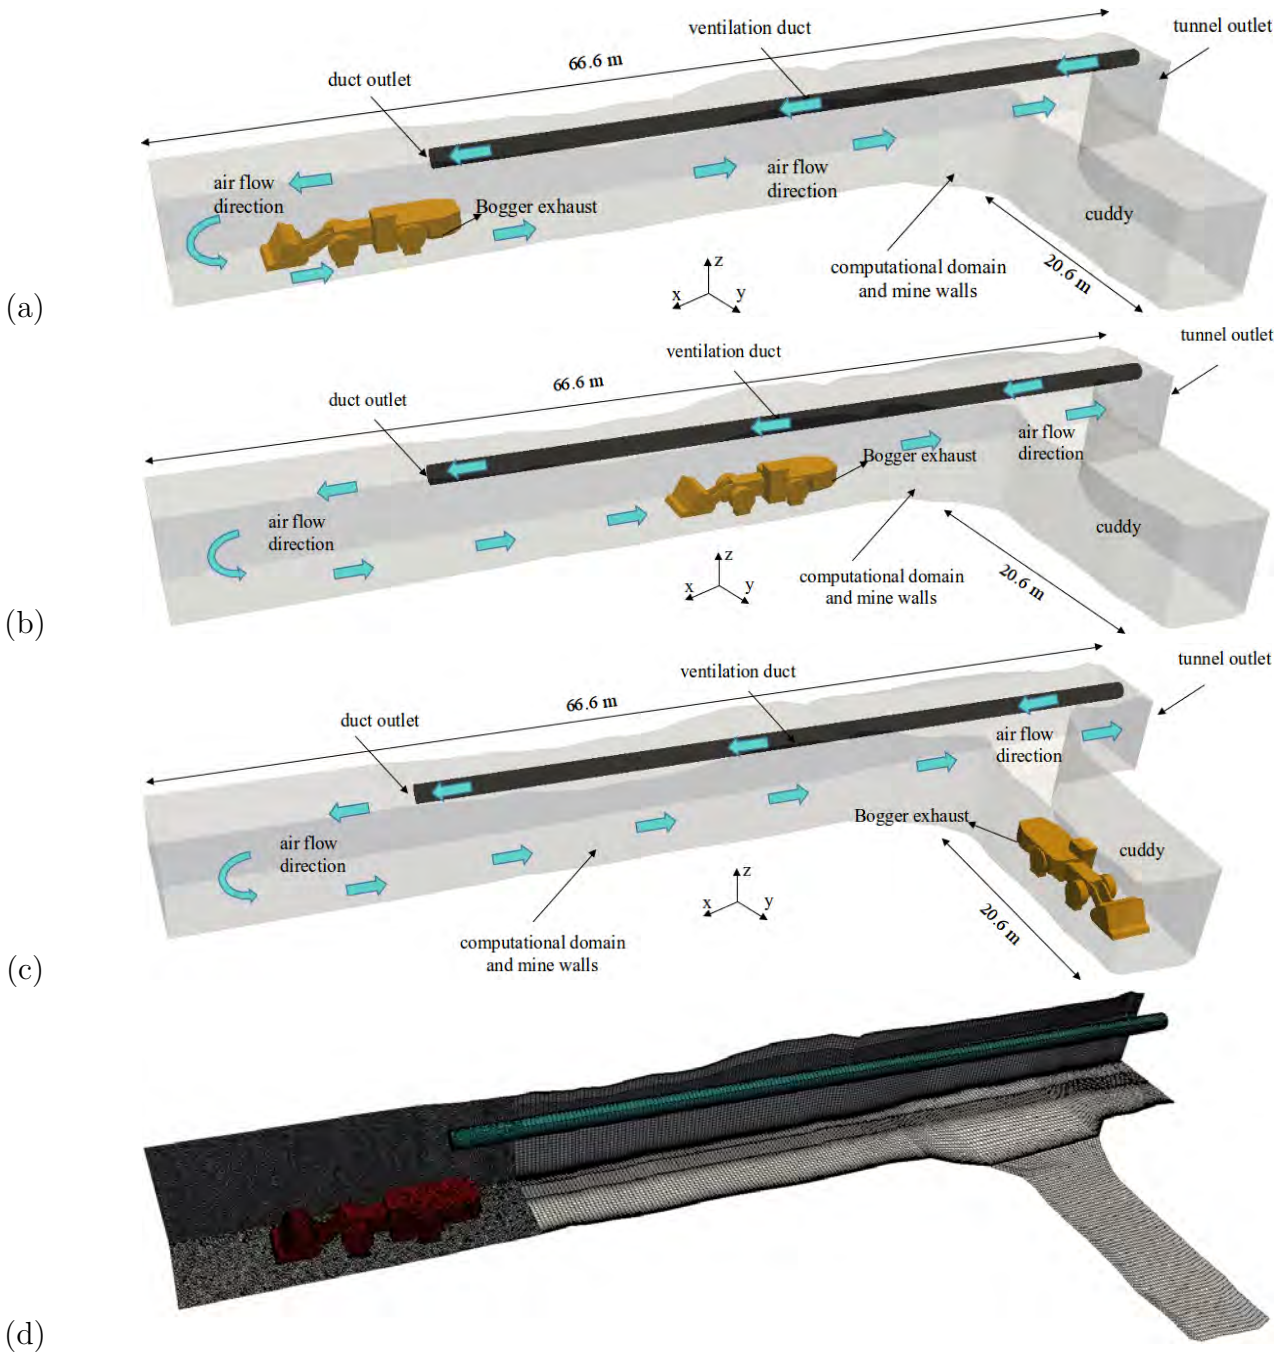 tunnel outlet
ventilation duct
66.6 m
duct outlet
air flow
direction
Bogger exhaust
air flow
direction
cuddy
20.6 m
computational domain
and mine walls
z
x
y
(a)
tunnel outlet
ventilation duct
66.6 m
duct outlet
air flow
direction
Bogger exhaust
air flow
direction
cuddy
20.6 m
computational domain
and mine walls
z
x
y
(b)
tunnel outlet
ventilation duct
66.6 m
duct outlet
air flow
direction
Bogger exhaust
air flow
direction
cuddy
20.6 m
computational domain
and mine walls
z
x
y
(c)
(d)